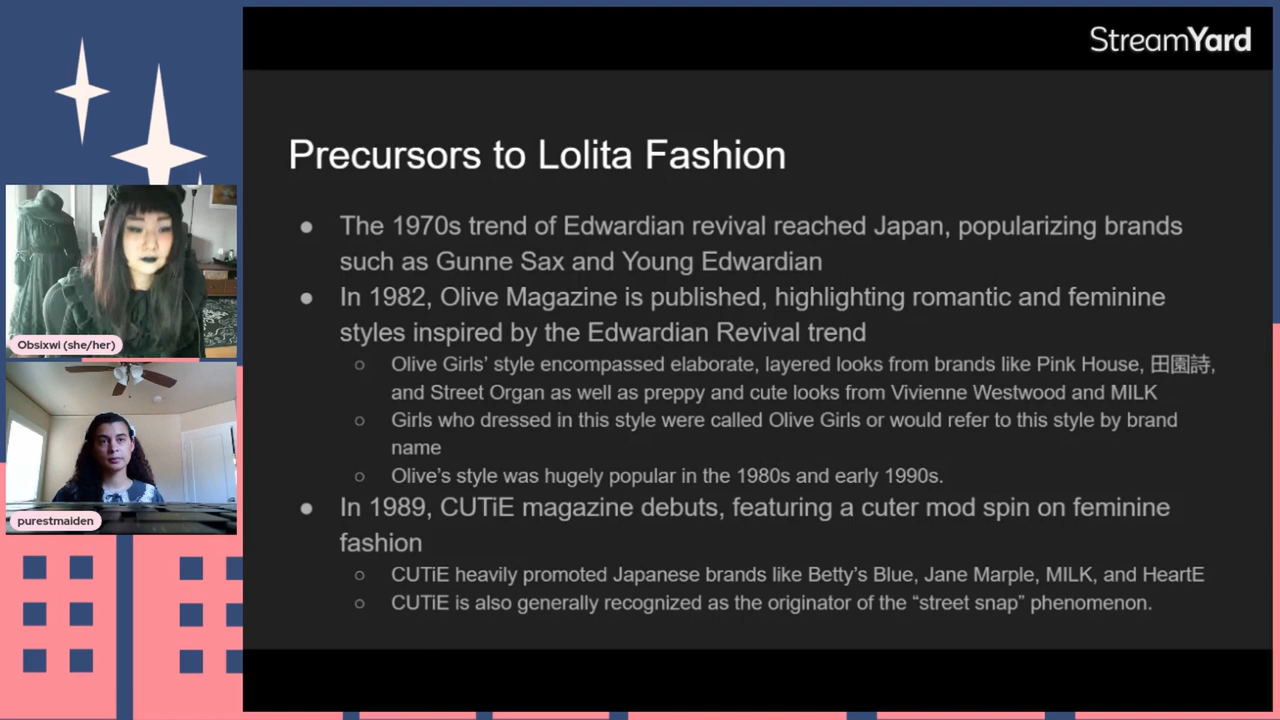 StreamYard
Precursors to Lolita Fashion
● The 1970s trend of Edwardian revival reached Japan, popularizing brands
such as Gunne Sax and Young Edwardian
● In 1982, Olive Magazine is published, highlighting romantic and feminine
styles inspired by the Edwardian Revival trend
○ Olive Girls’ style encompassed elaborate, layered looks from brands like Pink House, 田園詩,
and Street Organ as well as preppy and cute looks from Vivienne Westwood and MILK
○ Girls who dressed in this style were called Olive Girls or would refer to this style by brand
name
○ Olive’s style was hugely popular in the 1980s and early 1990s.
● In 1989, CUTiE magazine debuts, featuring a cuter mod spin on feminine
fashion
○ CUTiE heavily promoted Japanese brands like Betty’s Blue, Jane Marple, MILK, and HeartE
○ CUTiE is also generally recognized as the originator of the “street snap” phenomenon.
Obsixwi (she/her)
purestmaiden